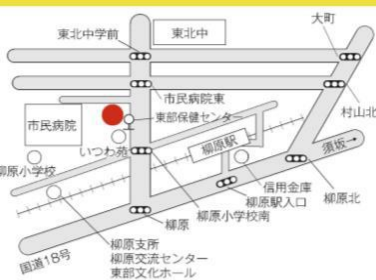 大町
東北中学前
東北中
市民病院東
東部保健センター
村山北
市民病院
いつわ苑
柳原駅
須坂
柳原小学校
信用金庫
柳原北
柳原駅入口
柳原小学校南
柳原
柳原支所
柳原交流センター
東部文化ホール
国道18号